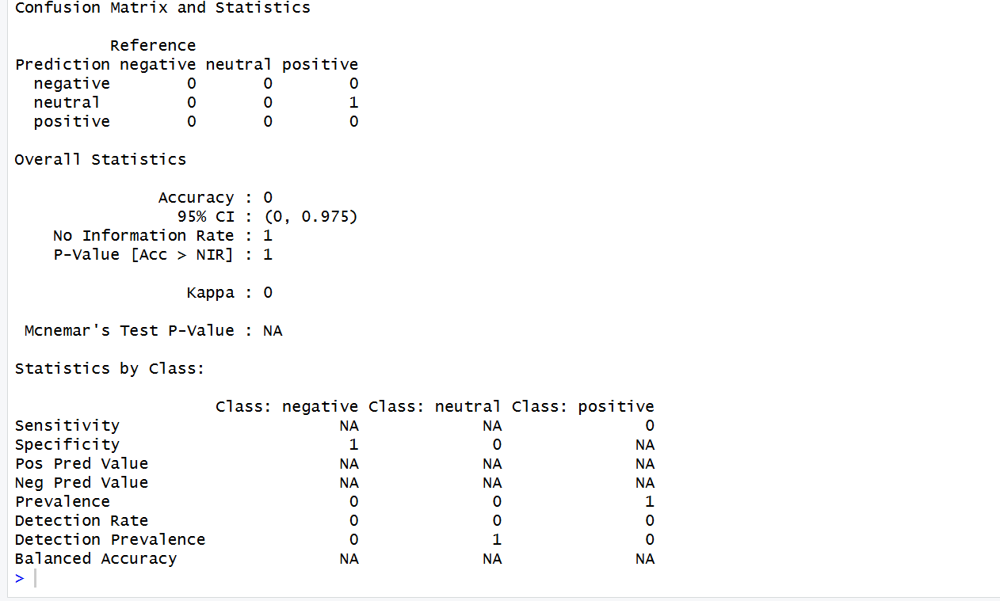 Confusion Matrix and Statistics

          Reference
Prediction negative neutral positive
  negative        0       0        0
  neutral         0       0        1
  positive        0       0        0

Overall Statistics

               Accuracy : 0
                 95% CI : (0, 0.975)
    No Information Rate : 1
    P-Value [Acc > NIR] : 1

                  Kappa : 0

 Mcnemar's Test P-Value : NA

Statistics by Class:

                     Class: negative Class: neutral Class: positive
Sensitivity                       NA             NA               0
Specificity                        1              0              NA
Pos Pred Value                    NA             NA              NA
Neg Pred Value                    NA             NA              NA
Prevalence                         0              0               1
Detection Rate                     0              0               0
Detection Prevalence               0              1               0
Balanced Accuracy                 NA             NA              NA
>